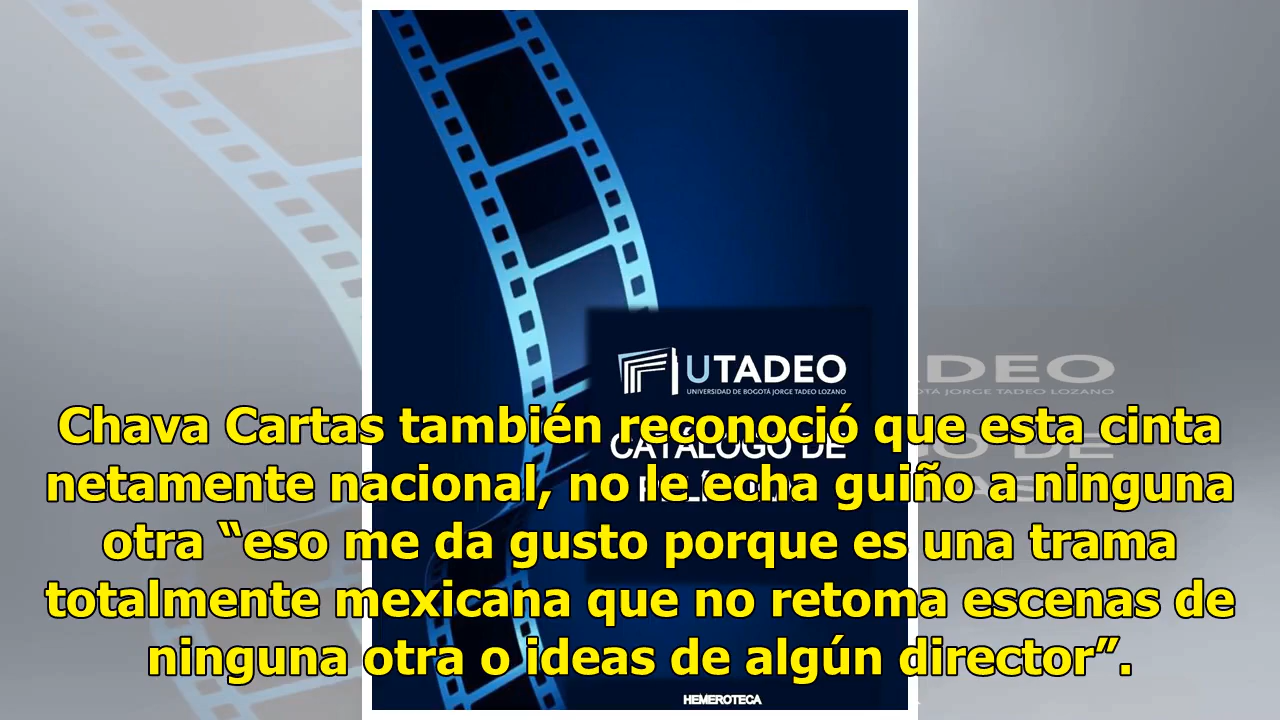 UTADEO
UNIVERSIDAD DE BOGOTÁ JORGE TADEO LOZANO
CATÁLOGO DE
Chava Cartas también reconoció que esta cinta
netamente nacional, no le echa guiño a ninguna
otra “eso me da gusto porque es una trama
totalmente mexicana que no retoma escenas de
ninguna otra o ideas de algún director”.
HEMEROTECA